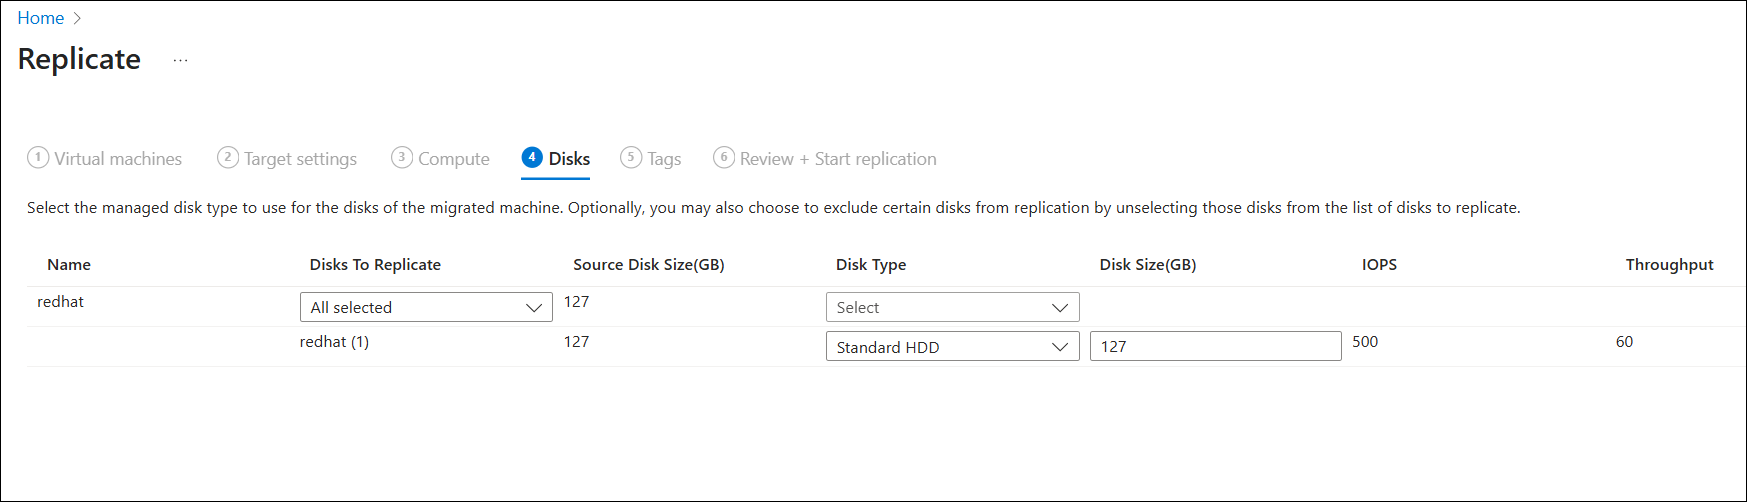 Home >
Replicate ...
1 Virtual machines 2 Target settings 3 Compute 4 Disks 5 Tags 6 Review + Start replication
Select the managed disk type to use for the disks of the migrated machine. Optionally, you may also choose to exclude certain disks from replication by unselecting those disks from the list of disks to replicate.
Name Disks To Replicate Source Disk Size(GB) Disk Type Disk Size(GB) IOPS Throughput
redhat All selected 127 Select
redhat (1) 127 Standard HDD 127 500 60